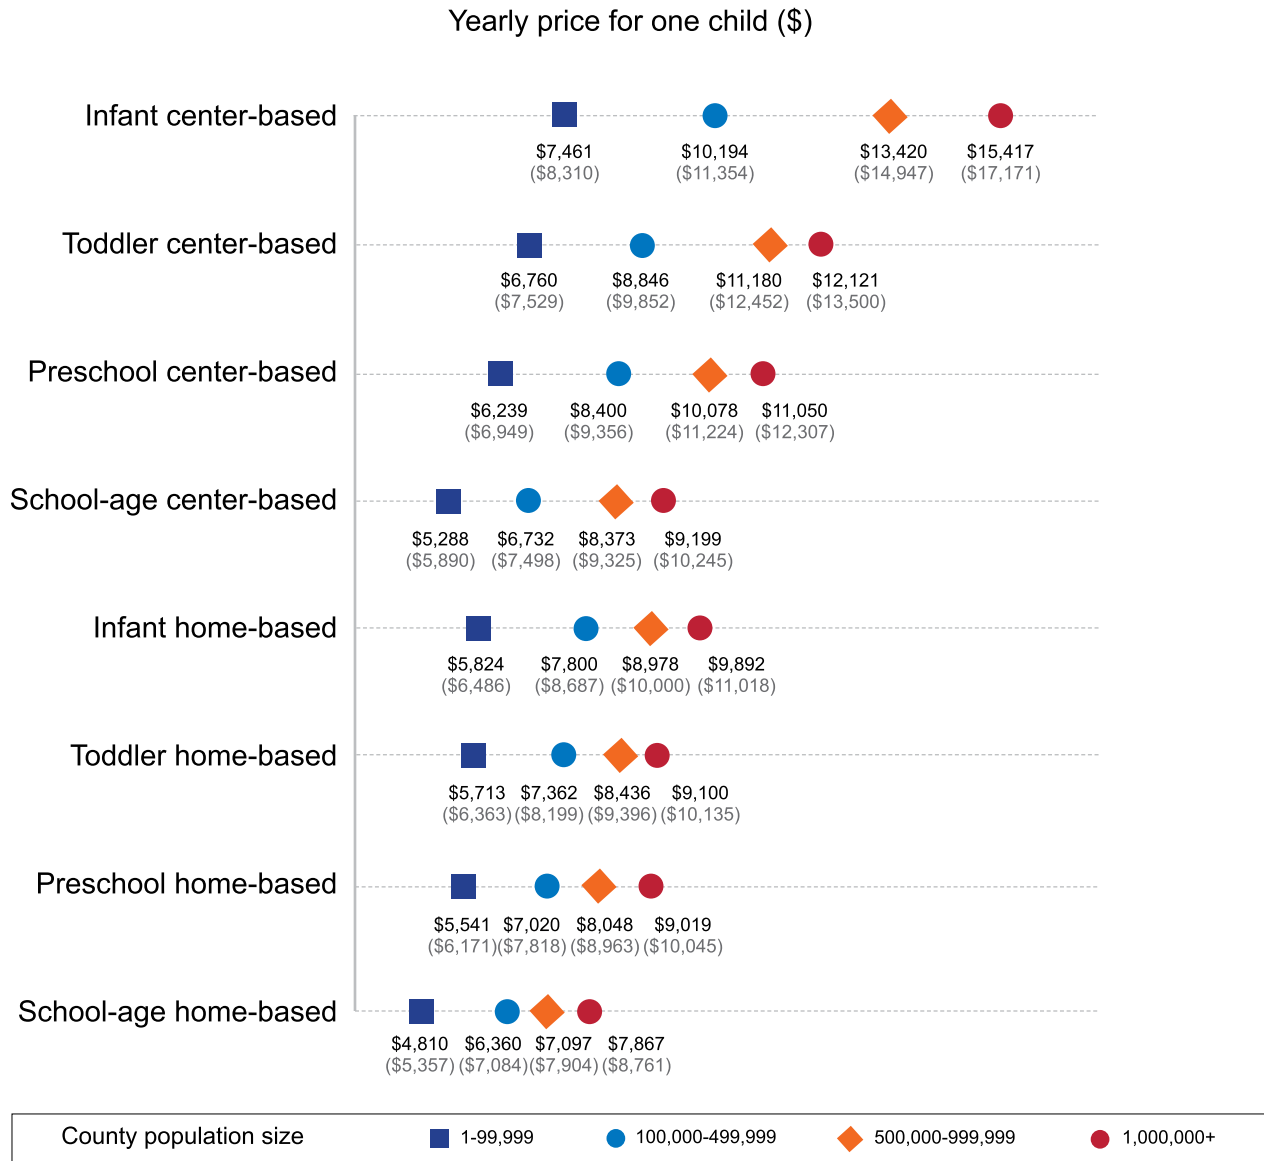 Yearly price for one child ($)
Infant center-based
$7,461 $10,194 $13,420 $15,417
($8,310) ($11,354) ($14,947) ($17,171)
Toddler center-based
$6,760 $8,846 $11,180 $12,121
($7,529) ($9,852) ($12,452) ($13,500)
Preschool center-based
$6,239 $8,400 $10,078 $11,050
($6,949) ($9,356) ($11,224) ($12,307)
School-age center-based
$5,288 $6,732 $8,373 $9,199
($5,890) ($7,498) ($9,325) ($10,245)
Infant home-based
$5,824 $7,800 $8,978 $9,892
($6,486) ($8,687) ($10,000) ($11,018)
Toddler home-based
$5,713 $7,362 $8,436 $9,100
($6,363) ($8,199) ($9,396) ($10,135)
Preschool home-based
$5,541 $7,020 $8,048 $9,019
($6,171) ($7,818) ($8,963) ($10,045)
School-age home-based
$4,810 $6,360 $7,097 $7,867
($5,357) ($7,084) ($7,904) ($8,761)
County population size 1-99,999 100,000-499,999 500,000-999,999 1,000,000+